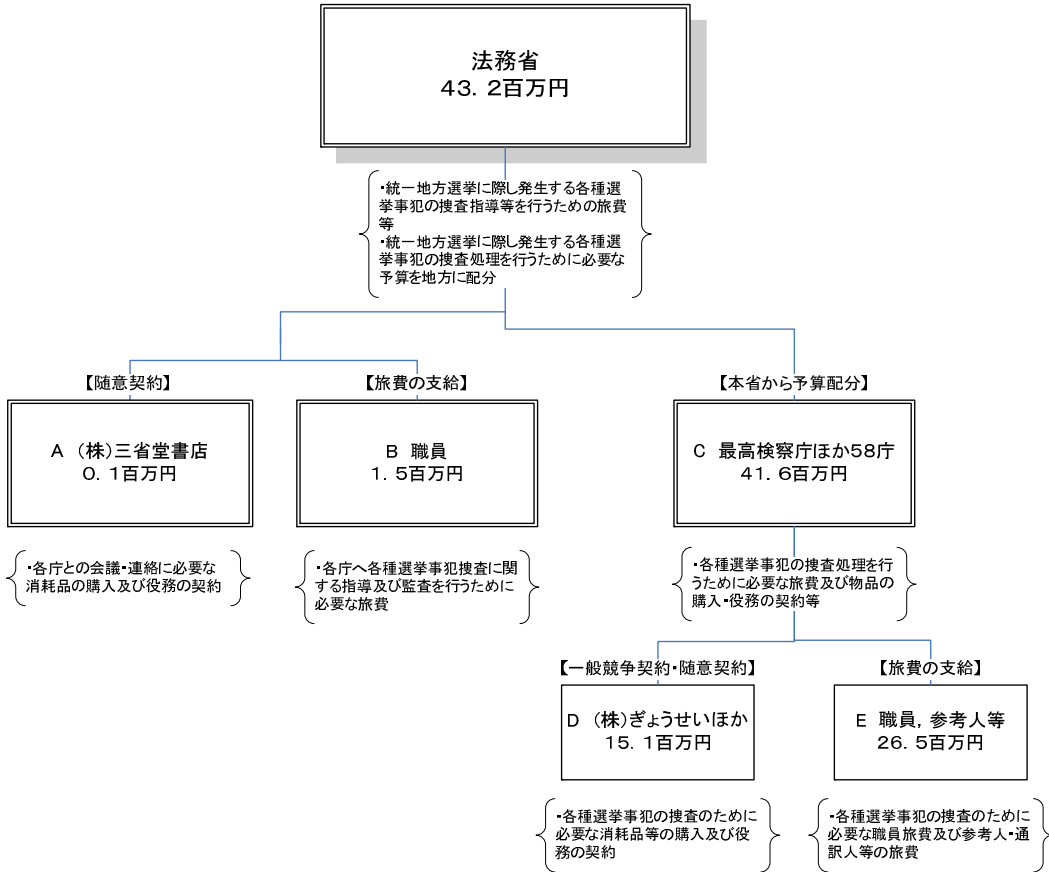 法務省
43．2百万円
・統一地方選挙に際し発生する各種選
挙事犯の捜査指導等を行うための旅費
等
・統一地方選挙に際し発生する各種選
挙事犯の捜査処理を行うために必要な
予算を地方に配分
【随意契約】
A　（株）三省堂書店
0．1百万円
・各庁との会議・連絡に必要な
消耗品の購入及び役務の契約
【旅費の支給】
B　職員
1．5百万円
・各庁へ各種選挙事犯捜査に関
する指導及び監査を行うために
必要な旅費
【本省から予算配分】
C　最高検察庁ほか58庁
41．6百万円
・各種選挙事犯の捜査処理を行
うために必要な旅費及び物品の
購入・役務の契約等
【一般競争契約・随意契約】
D　（株）ぎょうせいほか
15．1百万円
・各種選挙事犯の捜査のために
必要な消耗品等の購入及び役
務の契約
【旅費の支給】
E　職員，参考人等
26．5百万円
・各種選挙事犯の捜査のために
必要な職員旅費及び参考人・通
訳人等の旅費